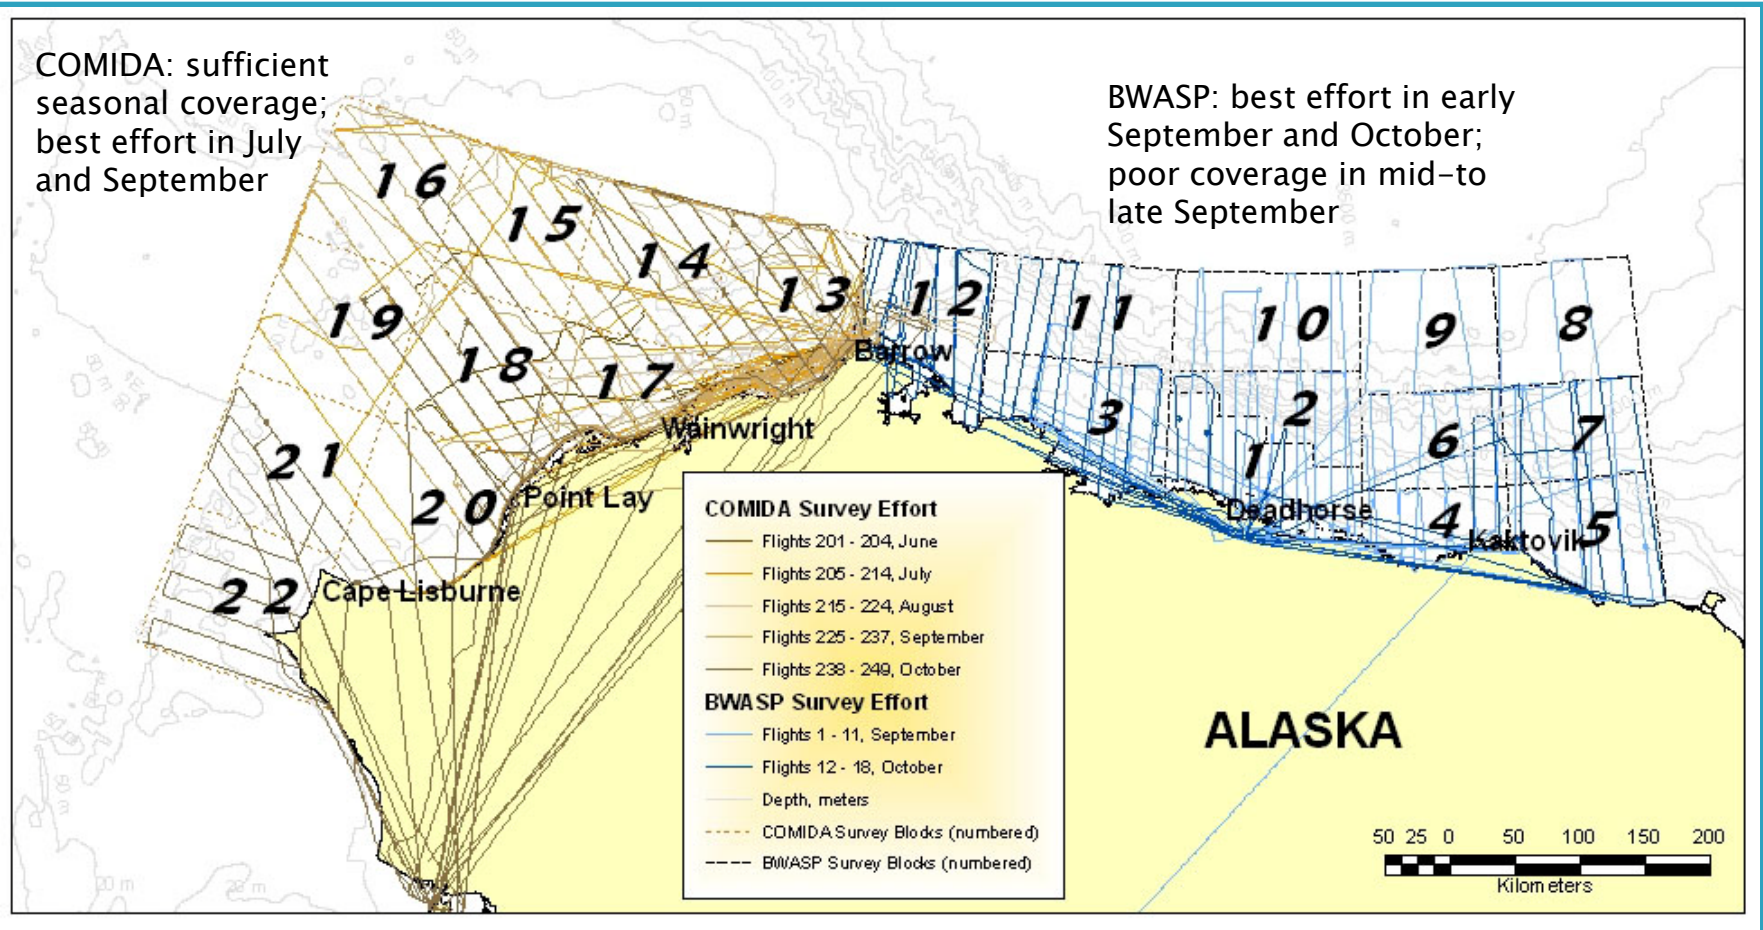 COMIDA: sufficient
seasonal coverage;
best effort in July
and September
BWASP: best effort in early
September and October;
poor coverage in mid-to
late September
16
15
14
13
12
11
10
9
8
19
18
17
Barrow
3
2
1
6
7
Wainwright
21
20
Point Lay
Deadhorse
4
Kaktovik
5
22
Cape Lisburne
COMIDA Survey Effort
Flights 201 - 204, June
Flights 205 - 214, July
Flights 215 - 224, August
Flights 225 - 237, September
Flights 238 - 249, October
BWASP Survey Effort
Flights 1 - 11, September
Flights 12 - 18, October
Depth, meters
COMIDA Survey Blocks (numbered)
BWASP Survey Blocks (numbered)
ALASKA
50 25 0 50 100 150 200
Kilometers
20 m